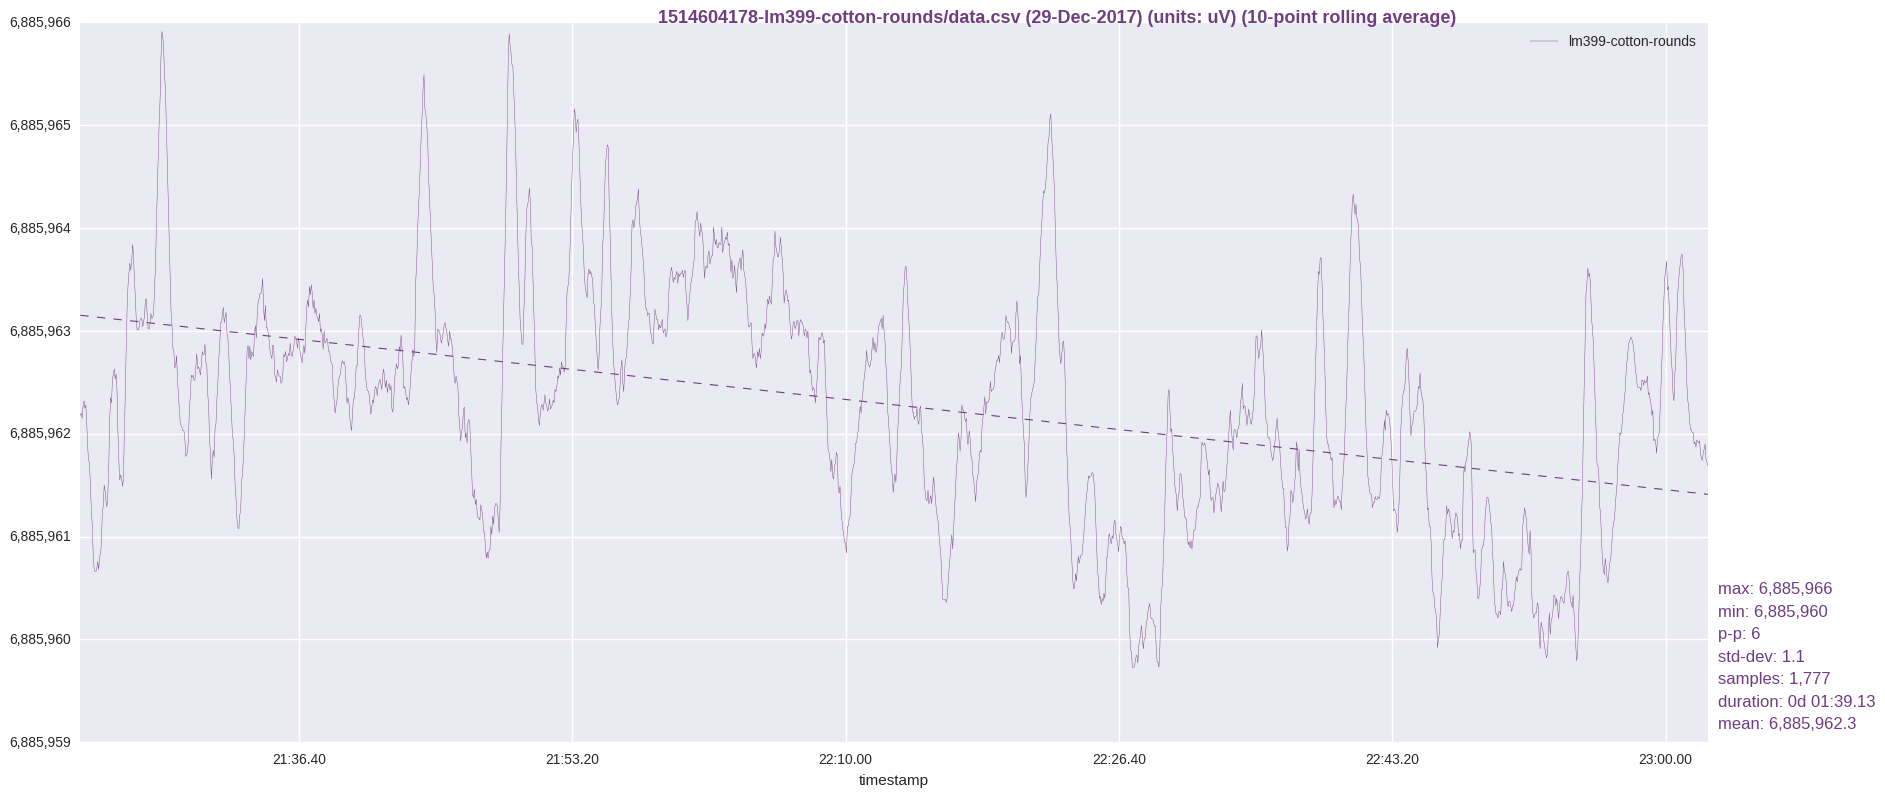 1514604178-lm399-cotton-rounds/data.csv (29-Dec-2017) (units: uV) (10-point rolling average)
lm399-cotton-rounds
6,885,966
6,885,965
6,885,964
6,885,963
6,885,962
6,885,961
6,885,960
6,885,959
21:36.40
21:53.20
22:10.00
22:26.40
22:43.20
23:00.00
timestamp
max: 6,885,966
min: 6,885,960
p-p: 6
std-dev: 1.1
samples: 1,777
duration: 0d 01:39.13
mean: 6,885,962.3